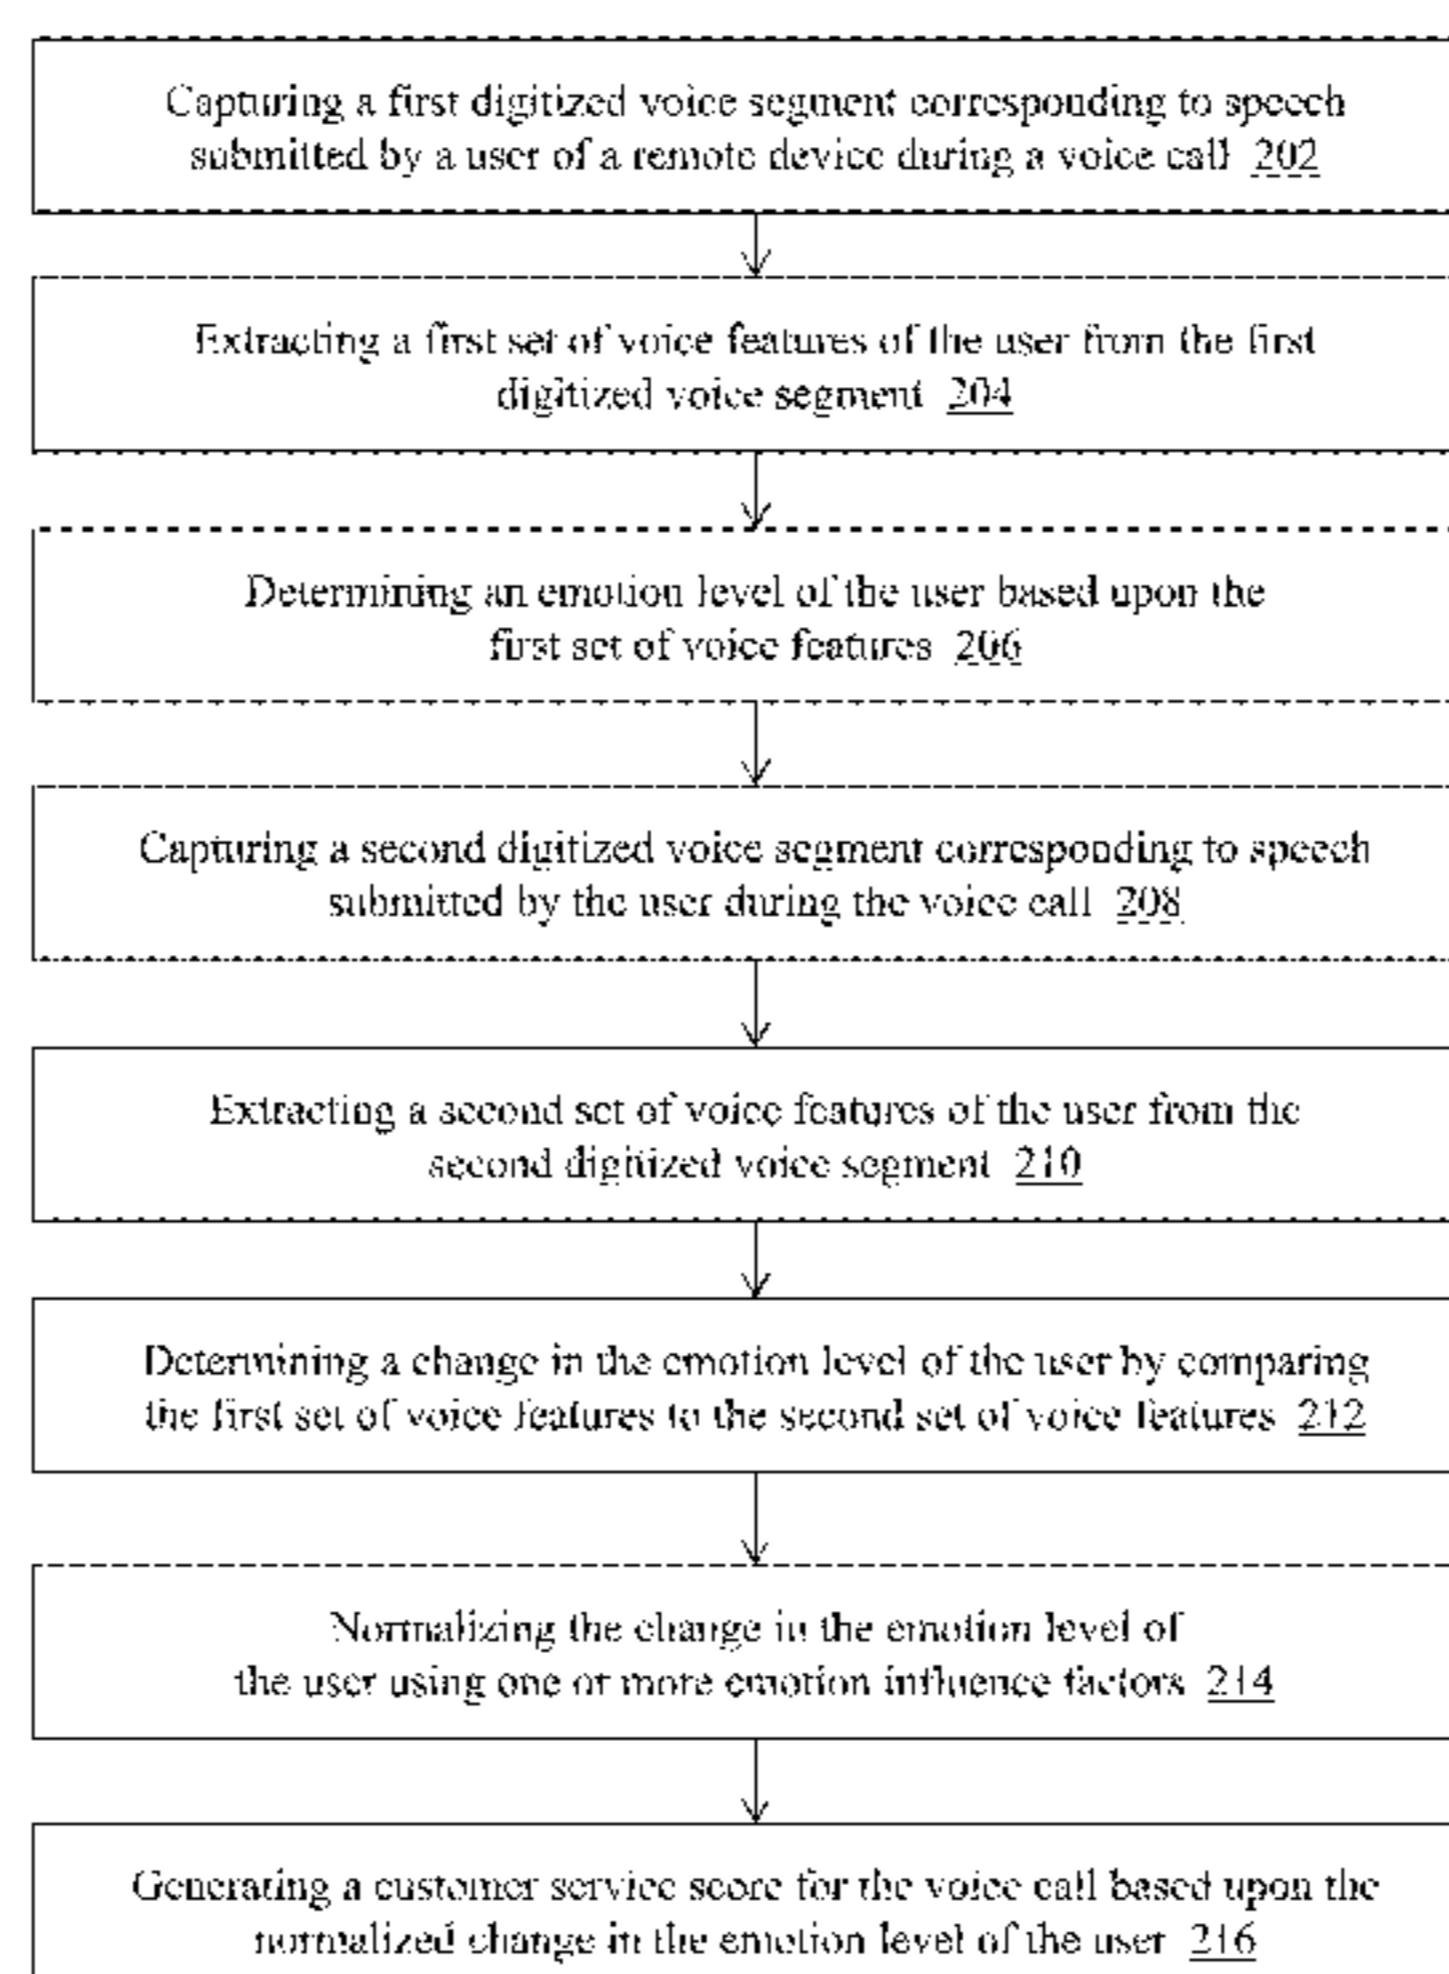 Capturing a first digitized voice segment corresponding to speech
submitted by a user of a remote device during a voice call 202
Extracting a first set of voice features of the user from the first
digitized voice segment 204
Determining an emotion level of the user based upon the
first set of voice features 206
Capturing a second digitized voice segment corresponding to speech
submitted by the user during the voice call 208
Extracting a second set of voice features of the user from the
second digitized voice segment 210
Determining a change in the emotion level of the user by comparing
the first set of voice features to the second set of voice features 212
Normalizing the change in the emotion level of
the user using one or more emotion influence factors 214
Generating a customer service score for the voice call based upon the
normalized change in the emotion level of the user 216